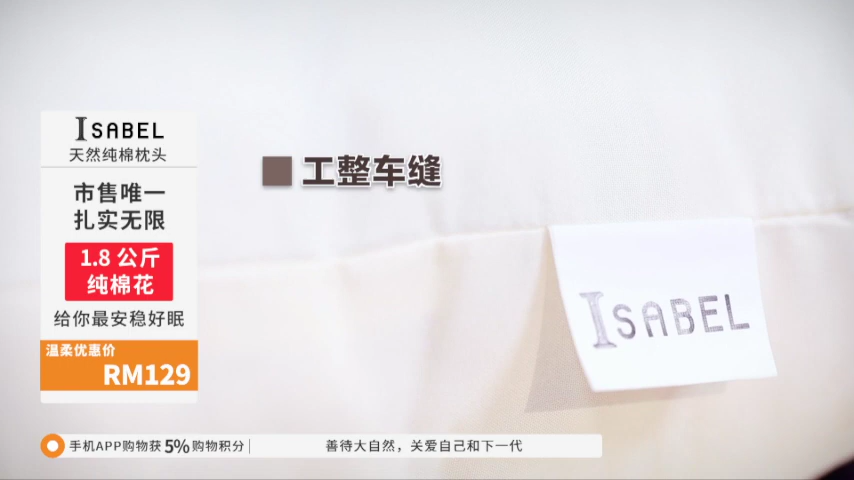 ISABEL
天然纯棉枕头
市售唯一
扎实无限
1.8 公斤
纯棉花
给你最安稳好眠
温柔优惠价
RM129
工整车缝
ISABEL
手机APP购物获 5% 购物积分
善待大自然，关爱自己和下一代